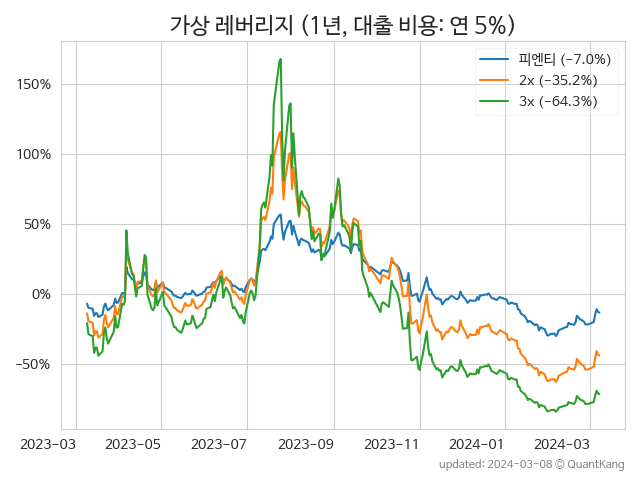 가상 레버리지 (1년, 대출 비용: 연 5%)
피엔티 (−7.0%)
2x (−35.2%)
3x (−64.3%)
150%
100%
50%
0%
−50%
2023-03 2023-05 2023-07 2023-09 2023-11 2024-01 2024-03
updated: 2024-03-08 © QuantKang